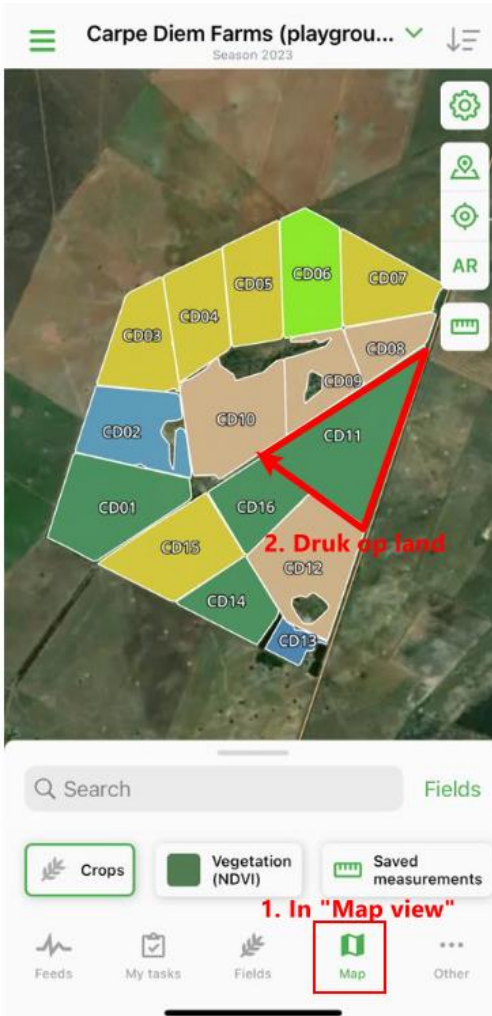 Carpe Diem Farms (playgrou...
Season 2023
AR
CD06
CD07
CD05
CD04
CD03
CD08
CD09
CD10
CD02
CD11
CD01
CD16
CD15
2. Druk op land
CD12
CD14
CD13
Search
Fields
Crops
Vegetation
(NDVI)
Saved
measurements
1. In "Map view"
Feeds
My tasks
Fields
Map
Other